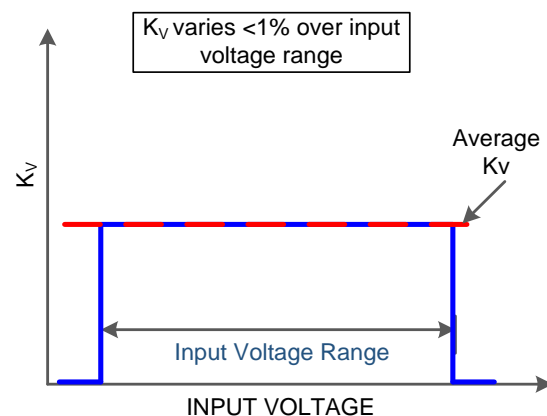 K_V varies <1% over input
voltage range
Average
Kv
K_V
Input Voltage Range
INPUT VOLTAGE